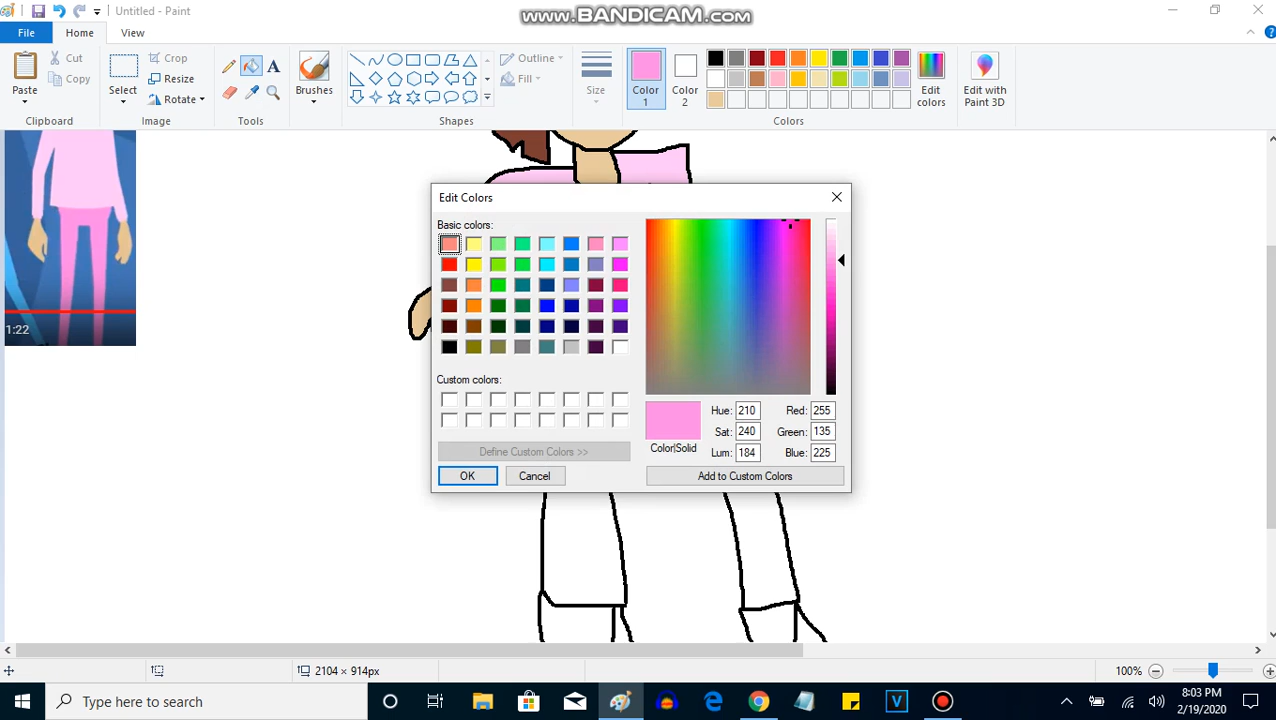 Untitled - Paint
www.BANDICAM.com
File
Home
View
Paste
Cut
Copy
Clipboard
Select
Crop
Resize
Rotate
Image
A
Tools
Brushes
Outline
Fill
Shapes
Size
Color 1
Color 2
Edit colors
Colors
Edit with Paint 3D
1:22
Edit Colors
Basic colors:
Custom colors:
Define Custom Colors >>
OK
Cancel
Color|Solid
Hue: 210
Sat: 240
Lum: 184
Red: 255
Green: 135
Blue: 225
Add to Custom Colors
2104 × 914px
100%
Type here to search
8:03 PM
2/19/2020